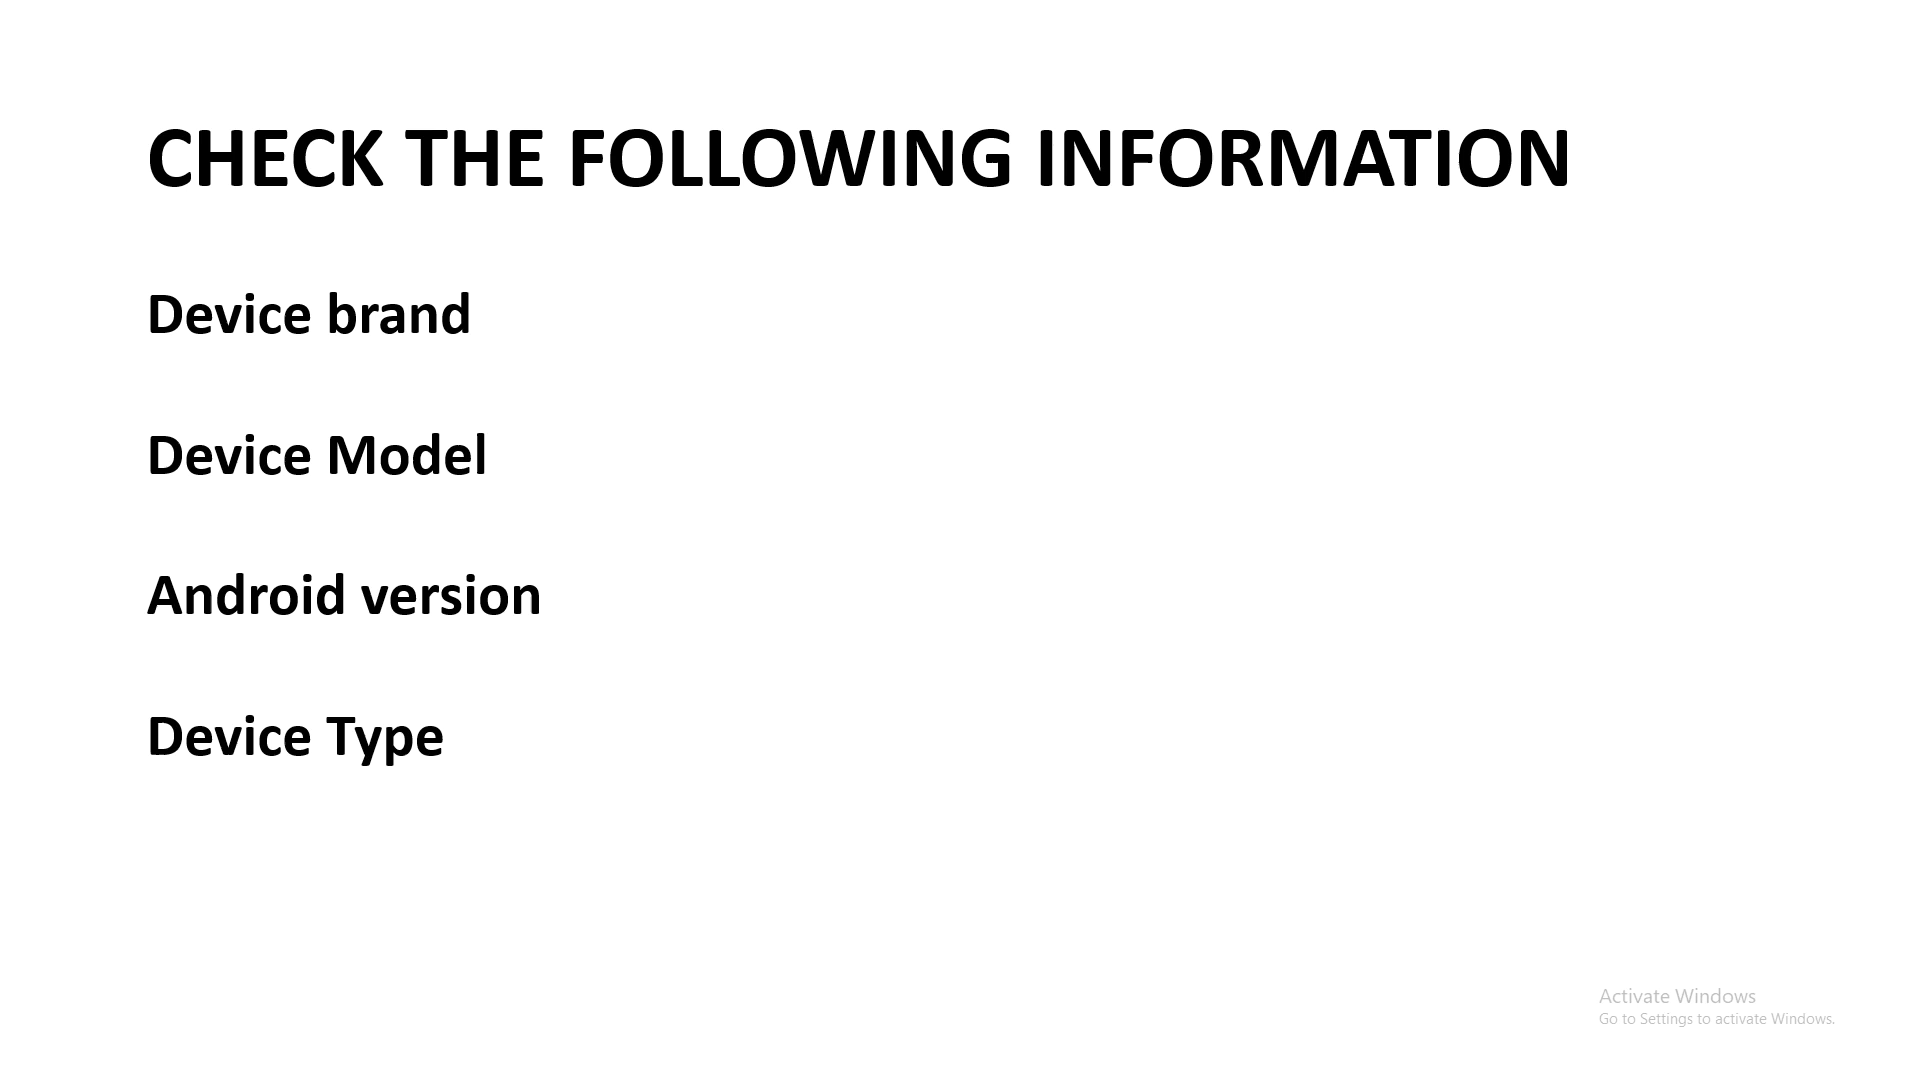 CHECK THE FOLLOWING INFORMATION
Device brand
Device Model
Android version
Device Type
Activate Windows
Go to Settings to activate Windows.